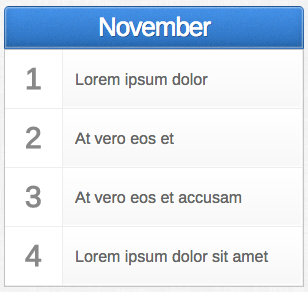 November
1 Lorem ipsum dolor
2 At vero eos et
3 At vero eos et accusam
4 Lorem ipsum dolor sit amet